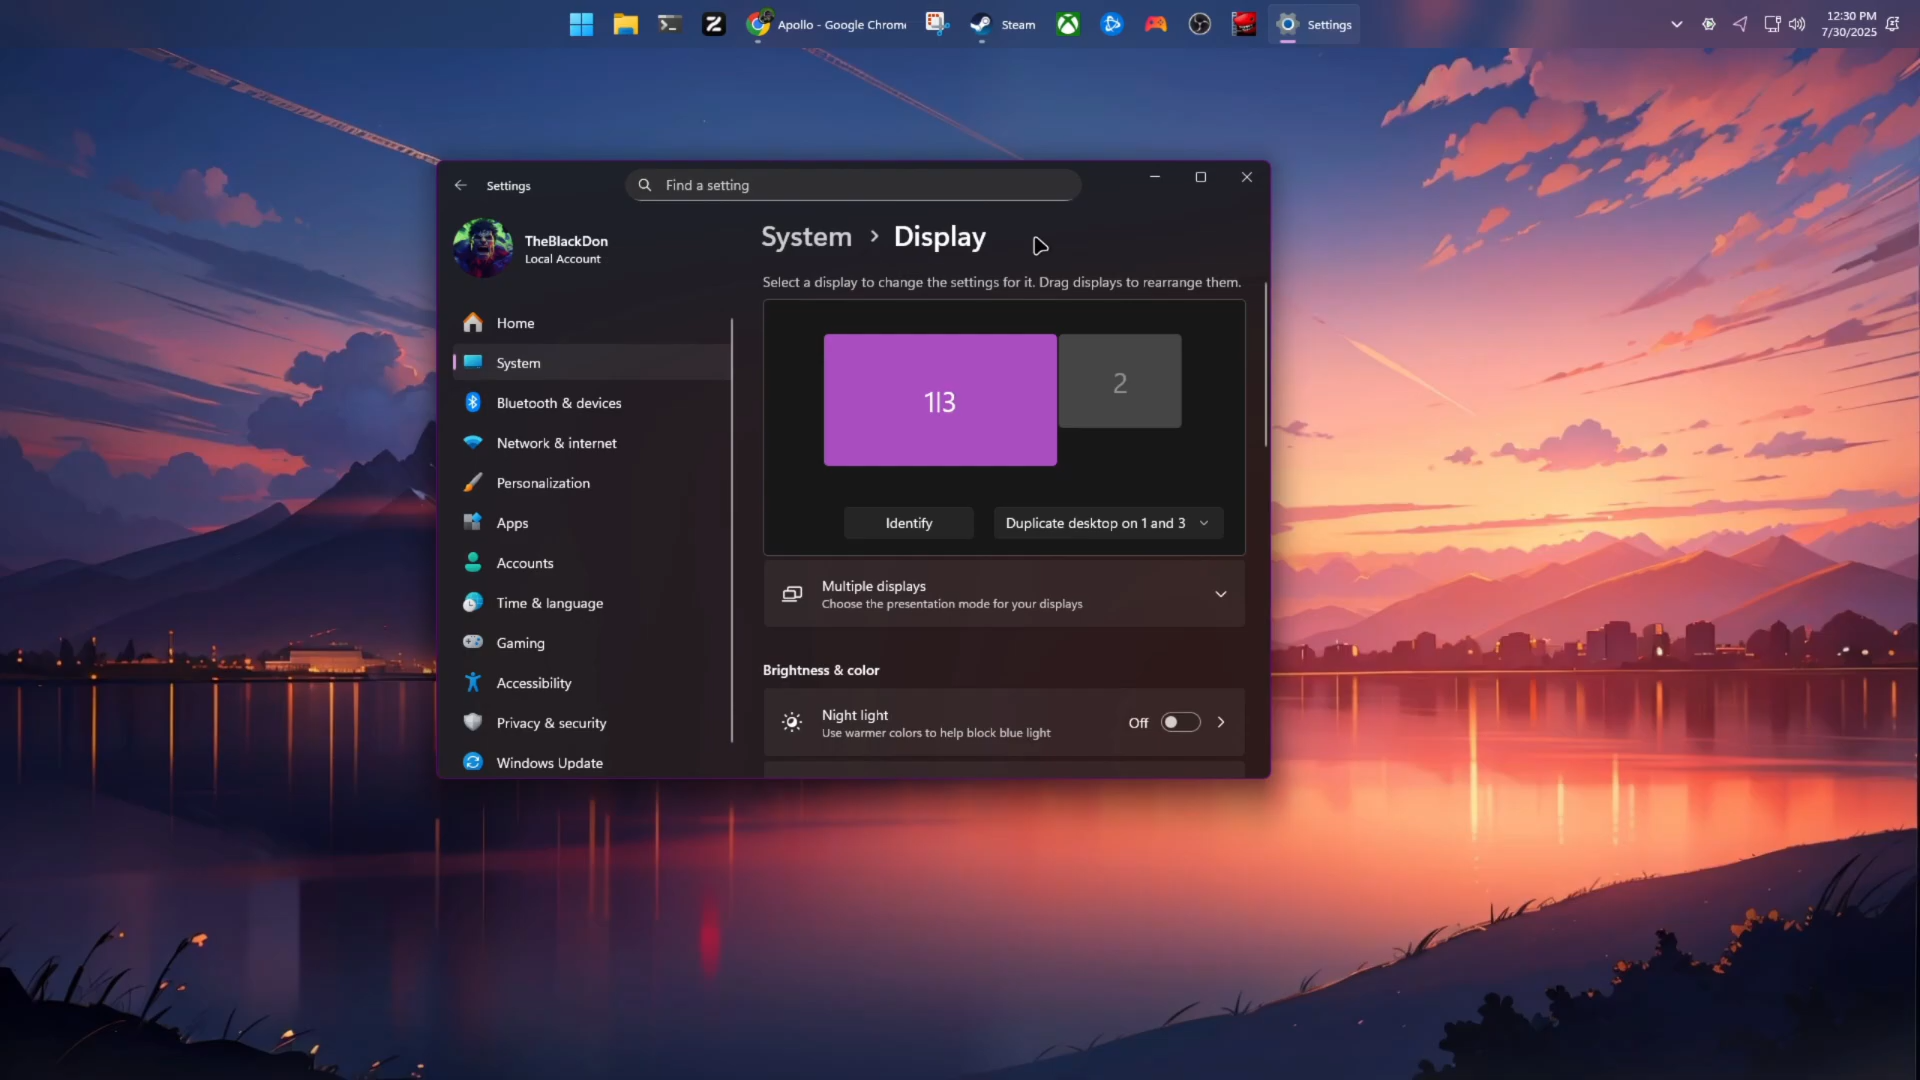 Apollo - Google Chrom
Steam
Settings
12:30 PM
7/30/2025
Settings
Find a setting
TheBlackDon
Local Account
Home
System
Bluetooth & devices
Network & internet
Personalization
Apps
Accounts
Time & language
Gaming
Accessibility
Privacy & security
Windows Update
System > Display
Select a display to change the settings for it. Drag displays to rearrange them.
1|3
2
Identify
Duplicate desktop on 1 and 3
Multiple displays
Choose the presentation mode for your displays
Brightness & color
Night light
Use warmer colors to help block blue light
Off